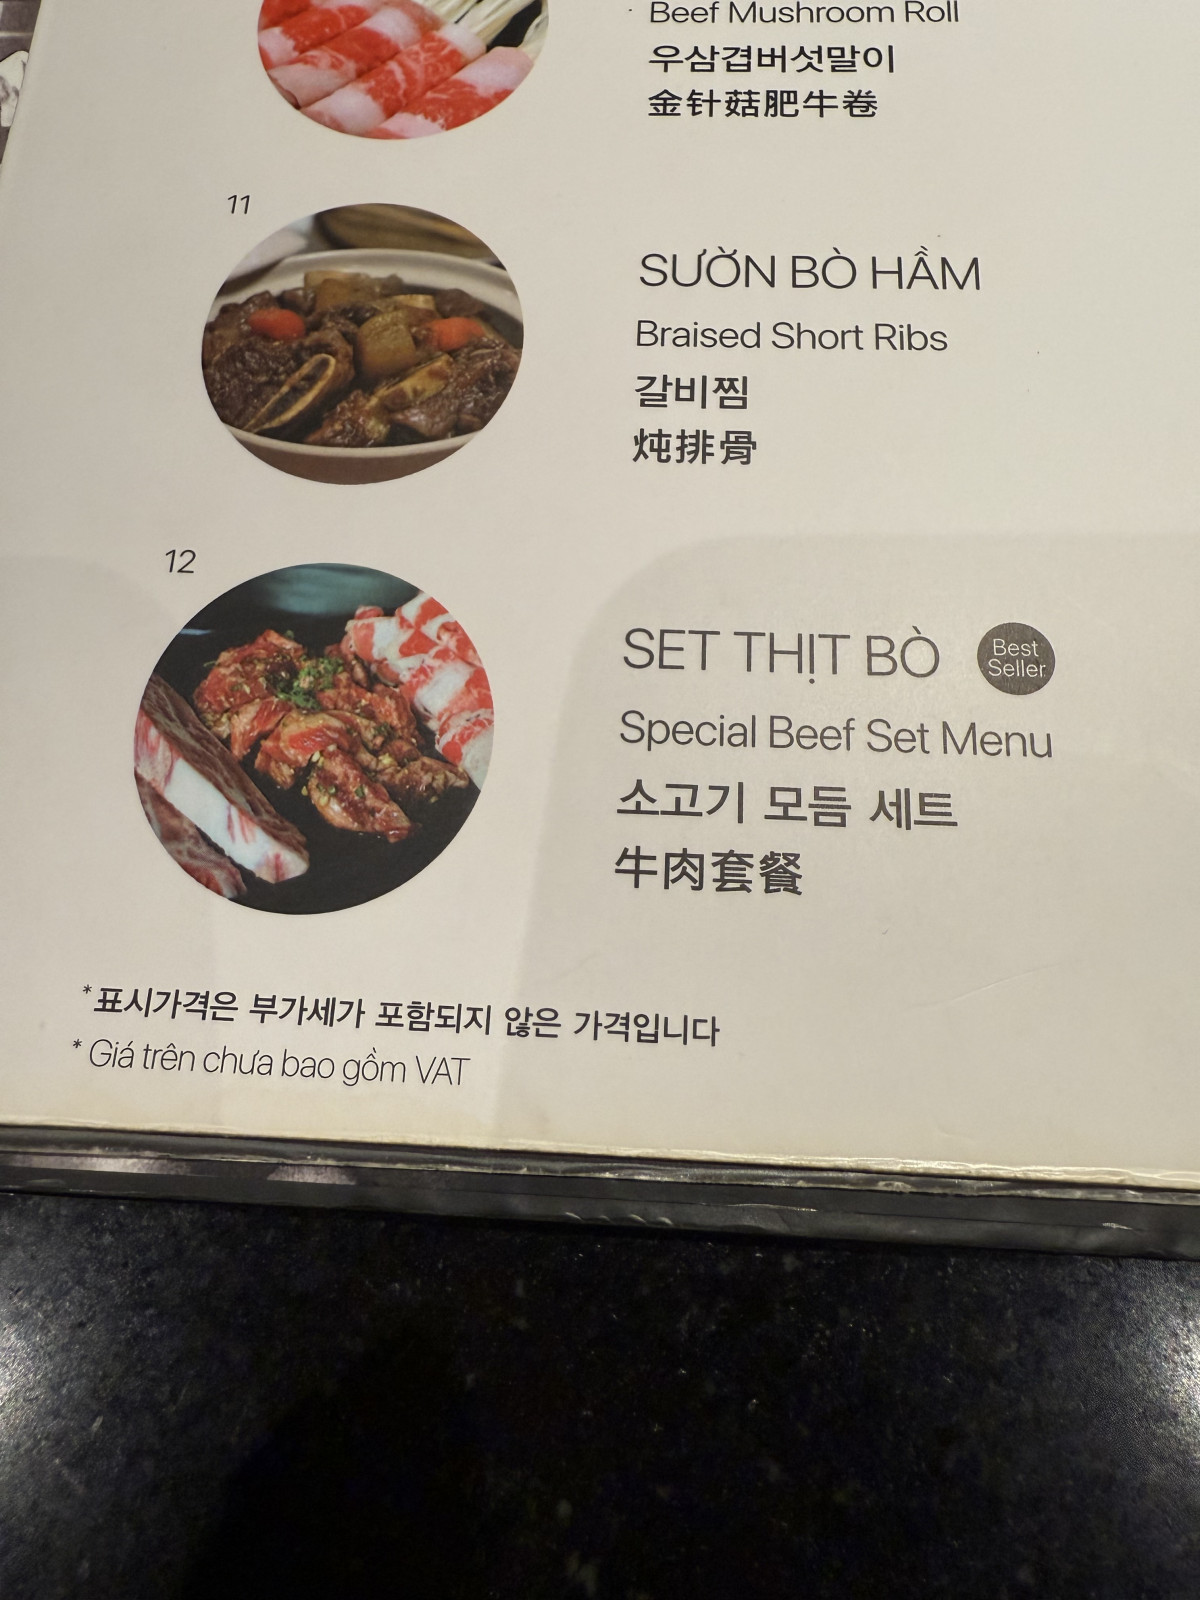 Beef Mushroom Roll
우삼겹버섯말이
金针菇肥牛卷
11
SƯỜN BÒ HẦM
Braised Short Ribs
갈비찜
炖排骨
12
SET THỊT BÒ
Best
Seller
Special Beef Set Menu
소고기 모듬 세트
牛肉套餐
*표시가격은 부가세가 포함되지 않은 가격입니다
* Giá trên chưa bao gồm VAT